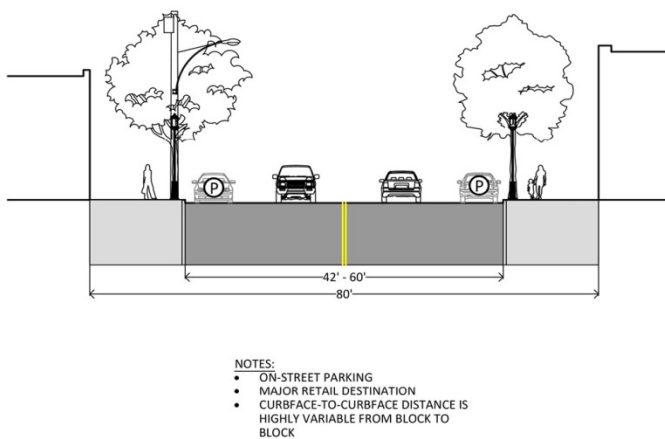 P
P
42' - 60'
80'
NOTES:
• ON-STREET PARKING
• MAJOR RETAIL DESTINATION
• CURBFACE-TO-CURBFACE DISTANCE IS
HIGHLY VARIABLE FROM BLOCK TO
BLOCK